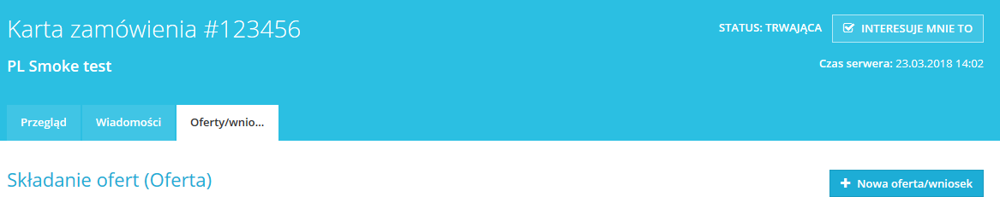 Karta zamówienia #123456
STATUS: TRWAJĄCA
INTERESUJE MNIE TO
PL Smoke test
Czas serwera: 23.03.2018 14:02
Przegląd
Wiadomości
Oferty/wnio...
Składanie ofert (Oferta)
Nowa oferta/wniosek